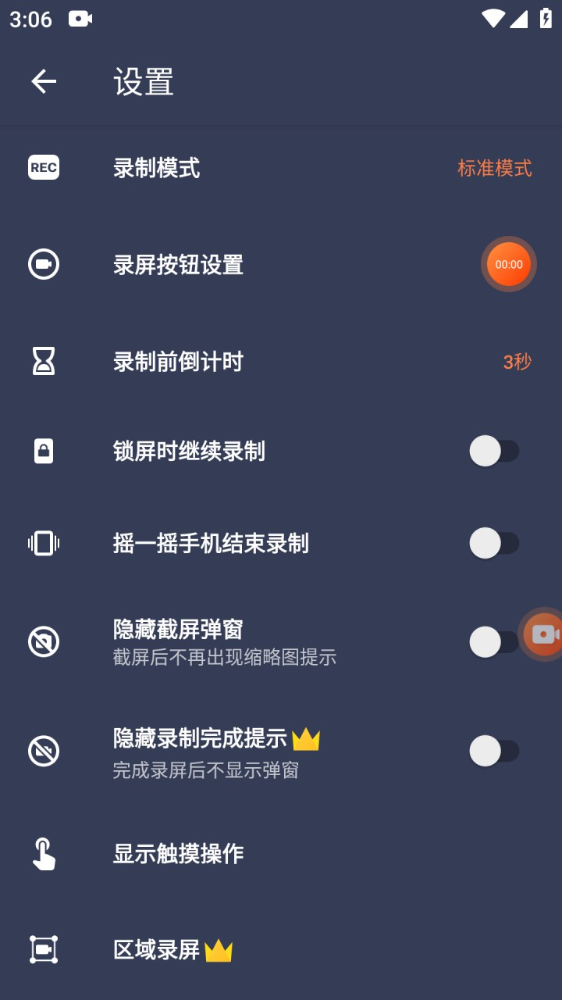 3:06
设置
REC
录制模式
标准模式
录屏按钮设置
00:00
录制前倒计时
3秒
锁屏时继续录制
摇一摇手机结束录制
隐藏截屏弹窗
截屏后不再出现缩略图提示
隐藏录制完成提示
完成录屏后不显示弹窗
显示触摸操作
区域录屏